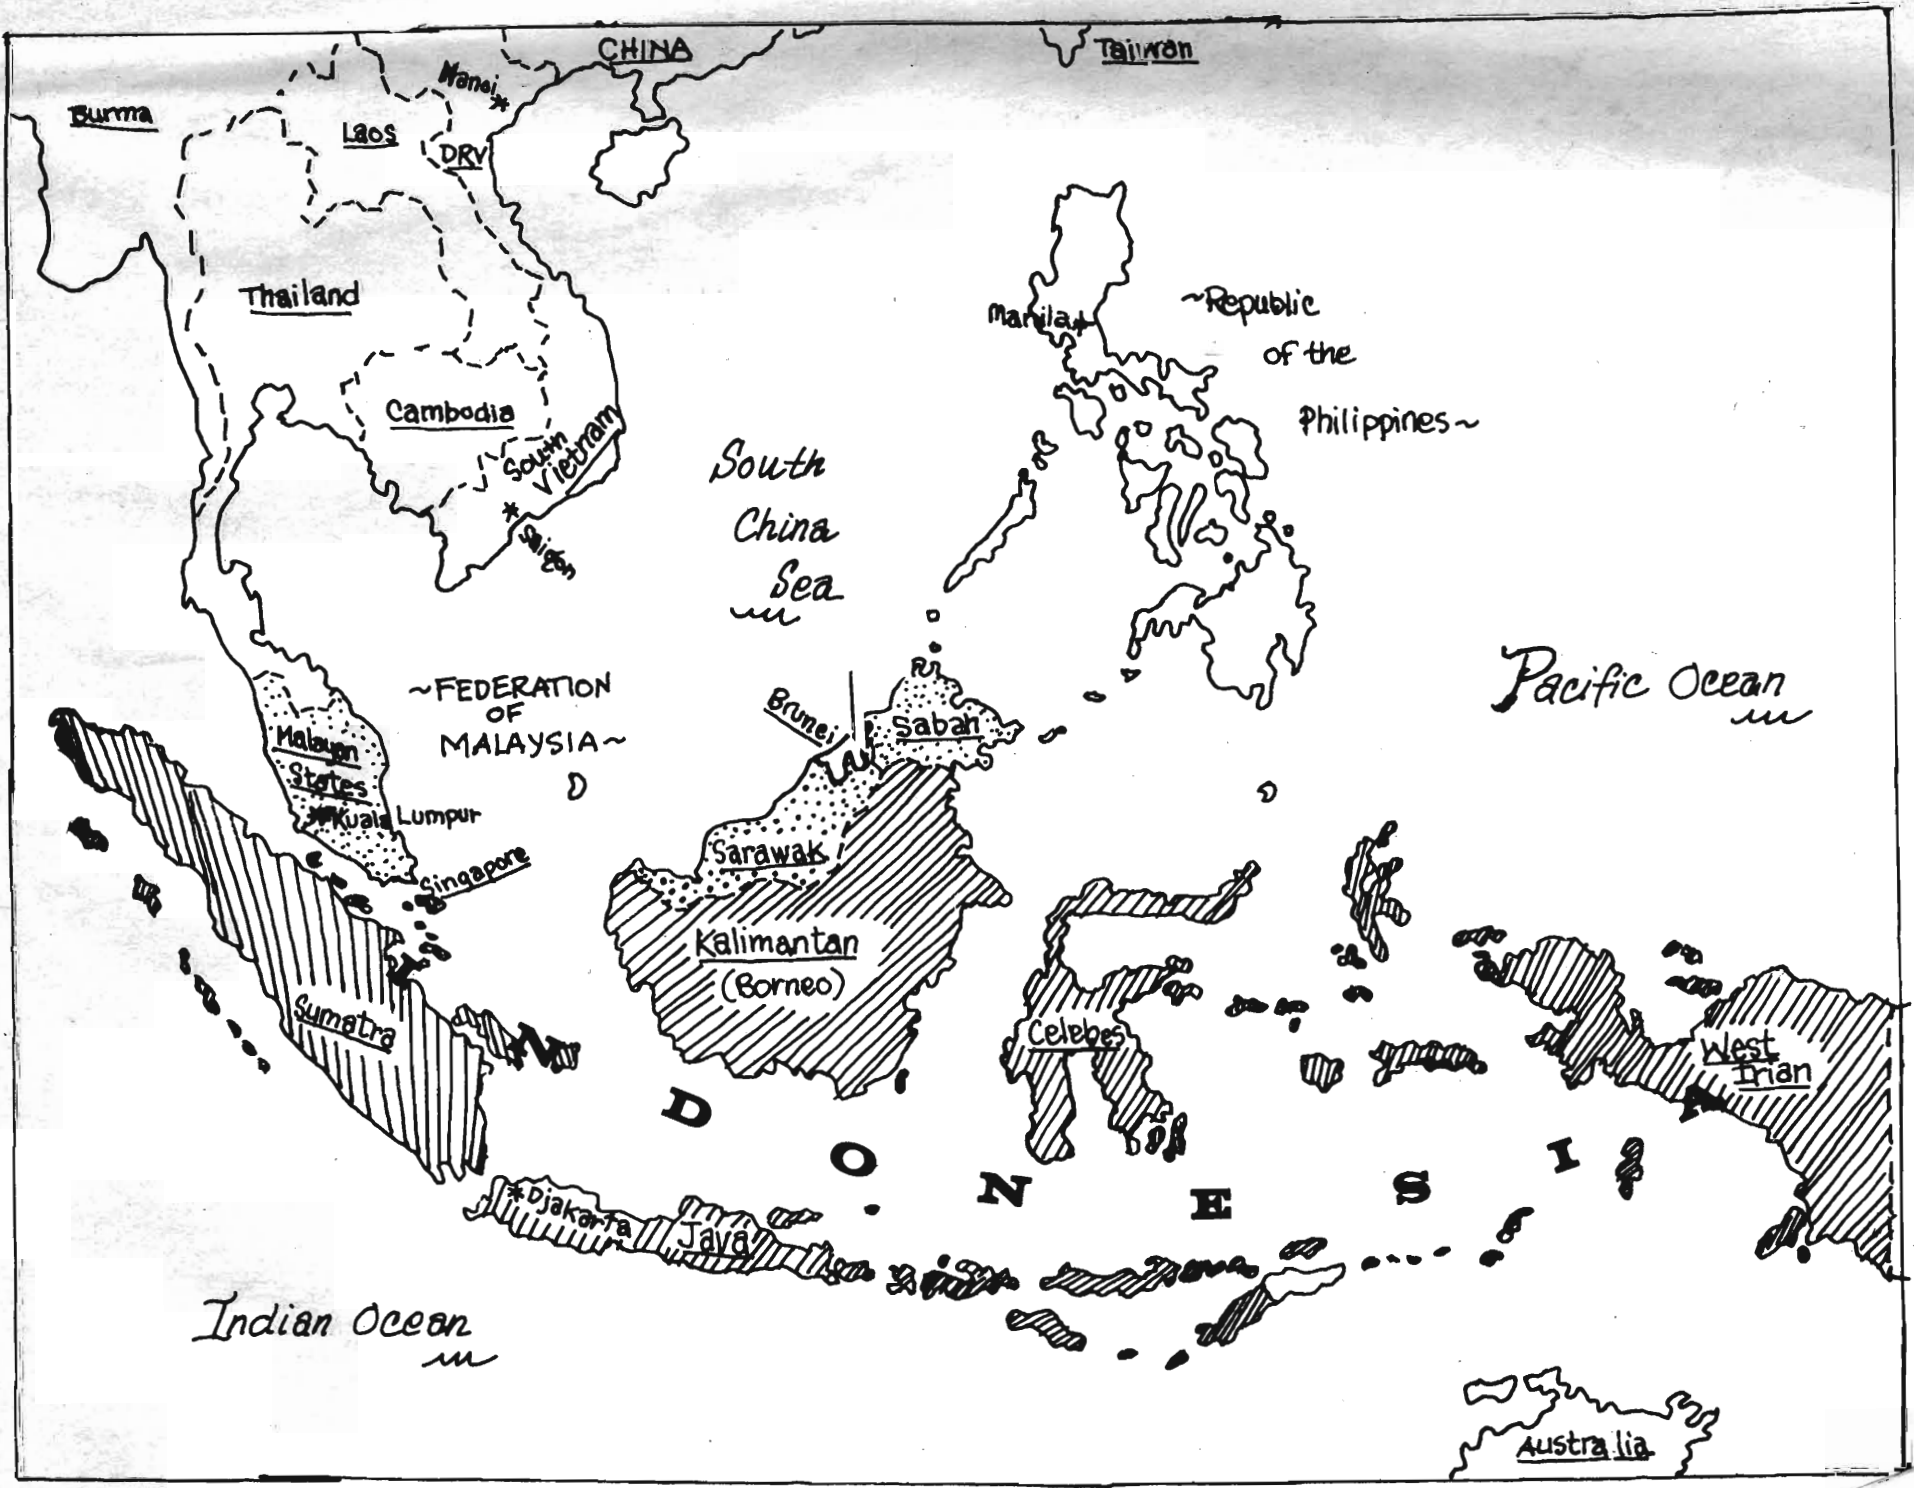 CHINA
Taiwan
Hanoi
Burma
Laos
DRV
Thailand
Manila
~Republic
of the
Philippines~
Cambodia
South
Vietnam
Saigon
South
China
Sea
Pacific Ocean
~FEDERATION
OF
MALAYSIA~
Brunei
Sabah
Malayan
States
Kuala Lumpur
Singapore
Sarawak
Kalimantan
(Borneo)
Sumatra
Celebes
West
Irian
INDONESIA
Djakarta
Java
Indian Ocean
Australia